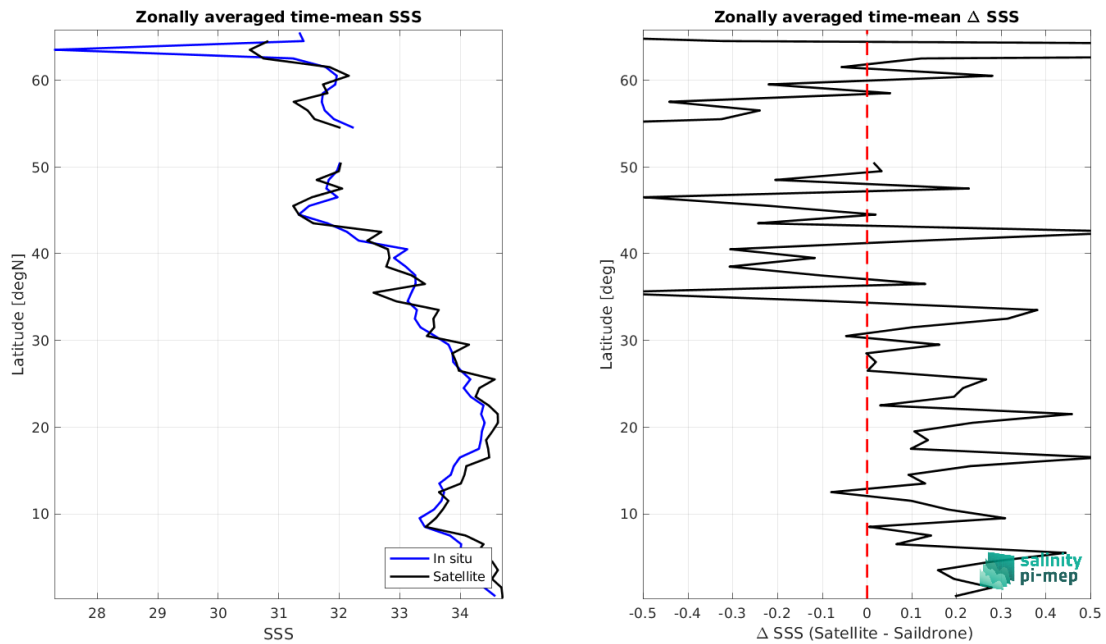 Zonally averaged time-mean SSS
60
50
40
30
20
10
Latitude [degN]
In situ
Satellite
28 29 30 31 32 33 34
SSS
Zonally averaged time-mean Δ SSS
60
50
40
30
20
10
Latitude [deg]
salinity
pi-mep
-0.5 -0.4 -0.3 -0.2 -0.1 0 0.1 0.2 0.3 0.4 0.5
Δ SSS (Satellite - Saildrone)